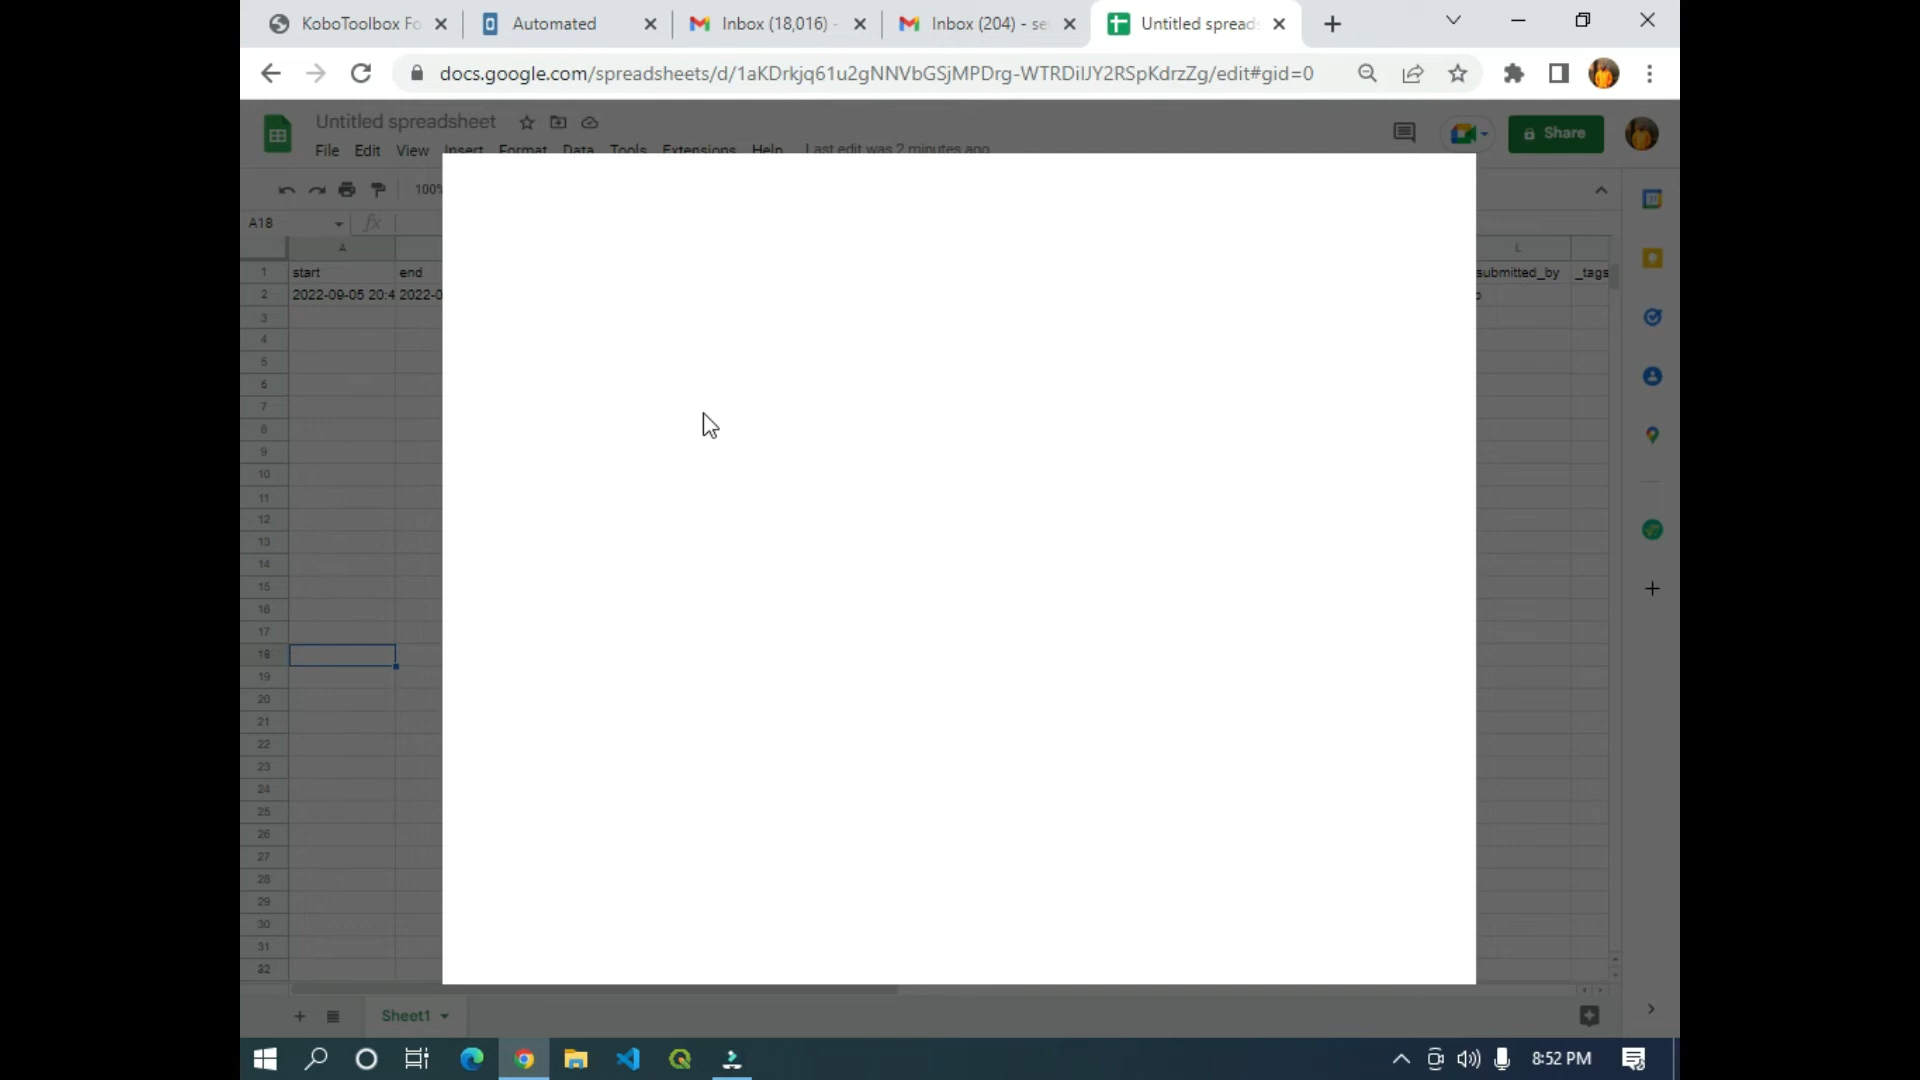 KoboToolbox Fo
Automated
Inbox (18,016) -
Inbox (204) - se
Untitled spreads
docs.google.com/spreadsheets/d/1aKDrkjq61u2gNNVbGSjMPDrg-WTRDiIJY2RSpKdrzZg/edit#gid=0
Untitled spreadsheet
File Edit View Insert Format Data Tools Extensions Help Last edit was 2 minutes ago
Share
100%
A18
fx
A
L
1 start end submitted_by _tags
2 2022-09-05 20:4 2022-0
3
4
5
6
7
8
9
10
11
12
13
14
15
16
17
18
19
20
21
22
23
24
25
26
27
28
29
30
31
32
Sheet1
8:52 PM